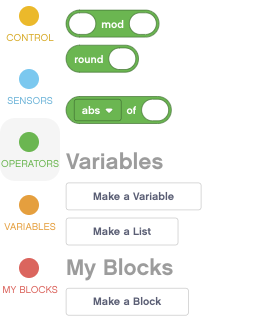 CONTROL
SENSORS
OPERATORS
VARIABLES
MY BLOCKS
mod
round
abs of
Variables
Make a Variable
Make a List
My Blocks
Make a Block